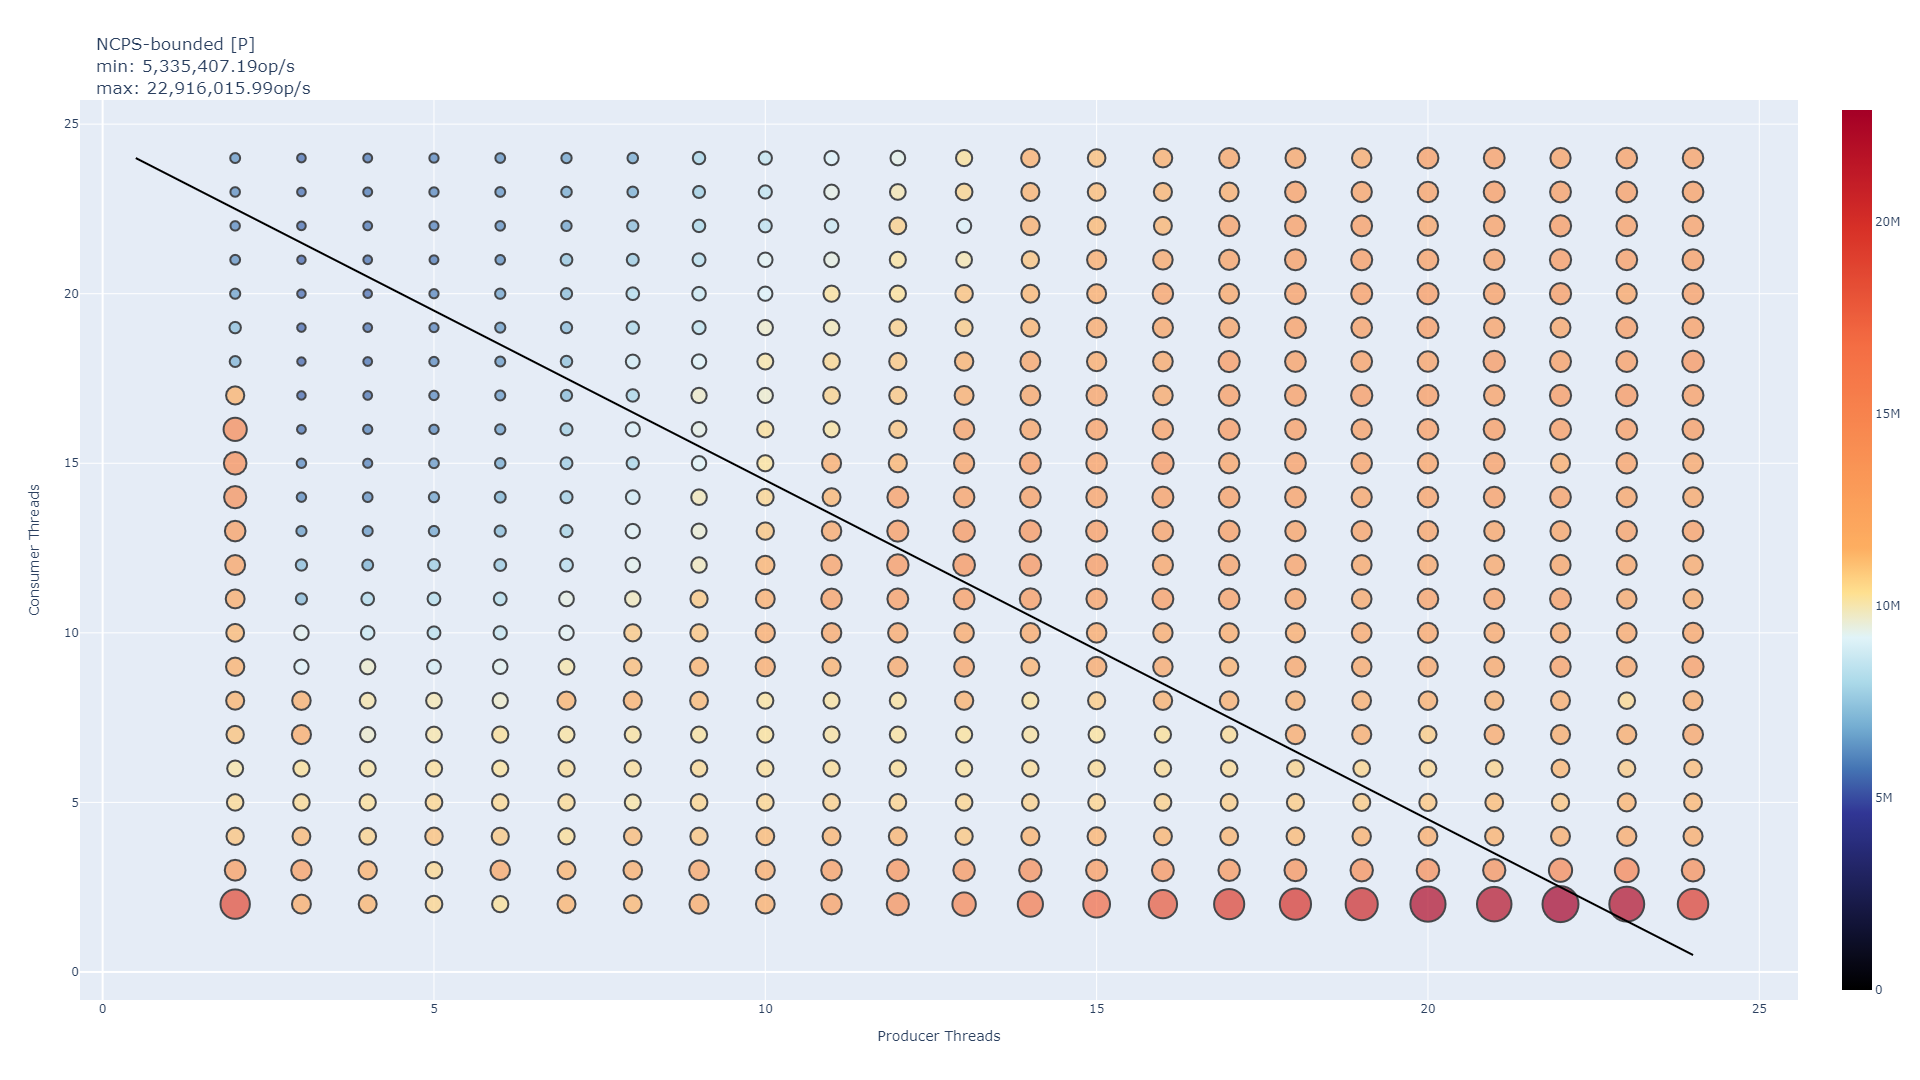 NCPS-bounded [P]
min: 5,335,407.19op/s
max: 22,916,015.99op/s
25
20
15
10
5
0
Consumer Threads
0
5
10
15
20
25
Producer Threads
20M
15M
10M
5M
0